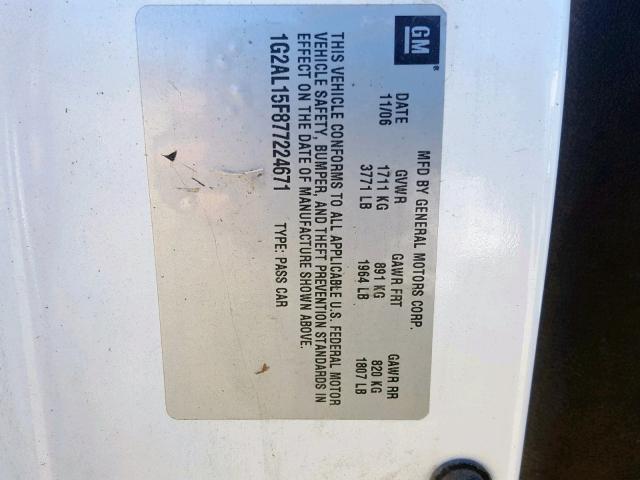 GM®
MFD BY GENERAL MOTORS CORP.
DATE GVWR GAWR FRT GAWR RR
11/06 1711 KG 891 KG 820 KG
3771 LB 1964 LB 1807 LB
THIS VEHICLE CONFORMS TO ALL APPLICABLE U.S. FEDERAL MOTOR
VEHICLE SAFETY, BUMPER, AND THEFT PREVENTION STANDARDS IN
EFFECT ON THE DATE OF MANUFACTURE SHOWN ABOVE.
1G2AL15F877224671 TYPE: PASS CAR